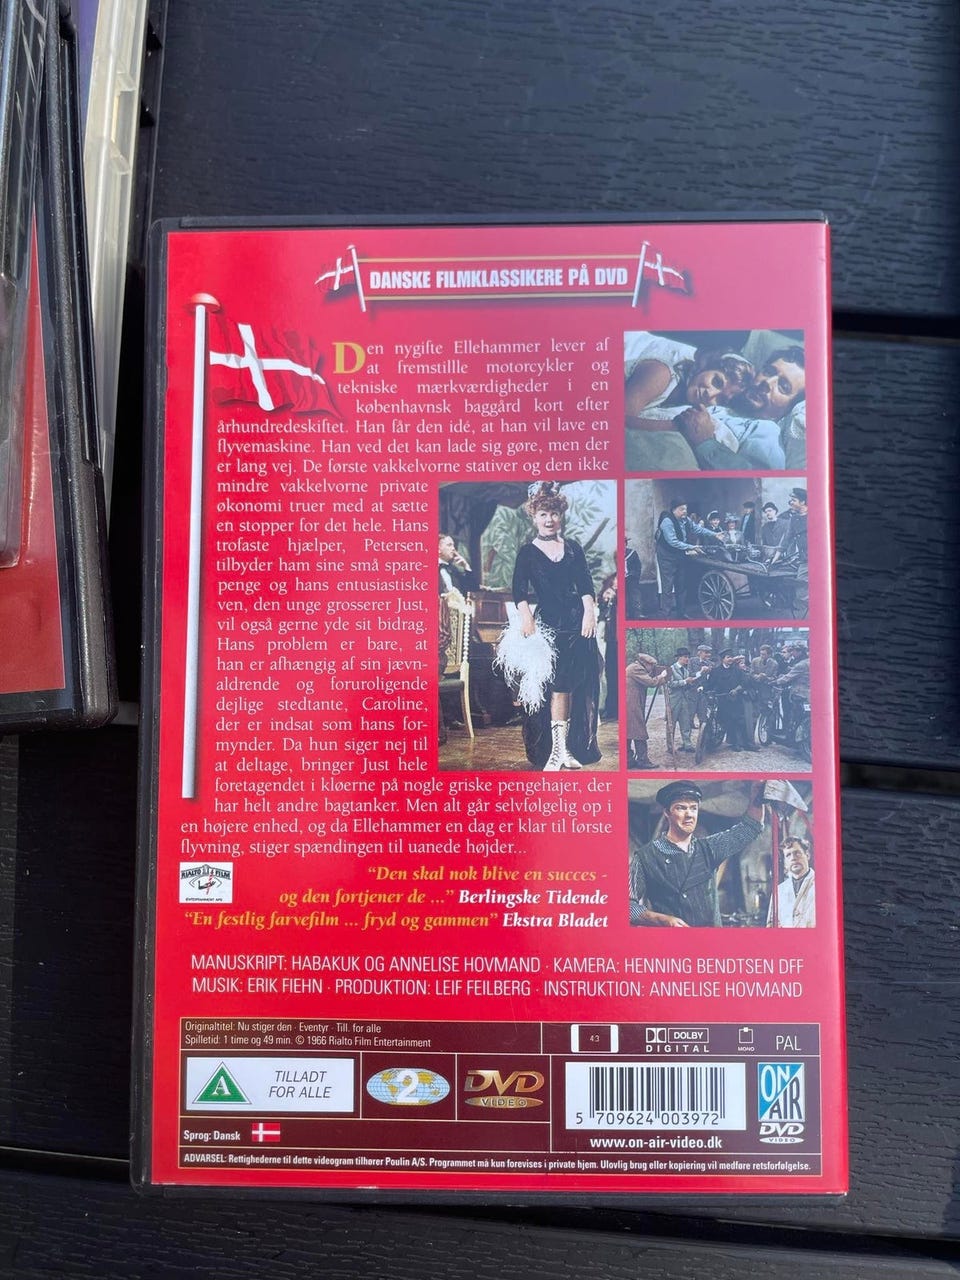 DANSKE FILMKLASSIKERE PÅ DVD
Den nygifte Ellehammer lever af
at fremstillle motorcykler og
tekniske mærkværdigheder i en
københavnsk baggård kort efter
århundredeskiftet. Han får den idé, at han vil lave en
flyvemaskine. Han ved det kan lade sig gøre, men der
er lang vej. De første vakkelvorne stativer og den ikke
mindre vakkelvorne private
økonomi truer med at sætte
en stopper for det hele. Hans
trofaste hjælper, Petersen,
tilbyder ham sine små spare-
penge og hans entusiastiske
ven, den unge grosserer Just,
vil også gerne yde sit bidrag.
Hans problem er bare, at
han er afhængig af sin jævn-
aldrende og foruroligende
dejlige stedtante, Caroline,
der er indsat som hans for-
mynder. Da hun siger nej til
at deltage, bringer Just hele
foretagendet i kløerne på nogle griske pengehajer, der
har helt andre bagtanker. Men alt går selvfølgelig op i
en højere enhed, og da Ellehammer en dag er klar til første
flyvning, stiger spændingen til uanede højder...
RIALTO FILM
ENTERTAINMENT APS
"Den skal nok blive en succes -
og den fortjener de ..." Berlingske Tidende
"En festlig farvefilm ... fryd og gammen" Ekstra Bladet
MANUSKRIPT: HABAKUK OG ANNELISE HOVMAND · KAMERA: HENNING BENDTSEN DFF
MUSIK: ERIK FIEHN · PRODUKTION: LEIF FEILBERG · INSTRUKTION: ANNELISE HOVMAND
Originaltitel: Nu stiger den · Eventyr · Till. for alle
Spilletid: 1 time og 49 min. © 1966 Rialto Film Entertainment
4:3
DOLBY
DIGITAL
MONO
PAL
A
TILLADT
FOR ALLE
2
DVD
VIDEO
5 709624 003972
www.on-air-video.dk
ON
AIR
DVD
VIDEO
Sprog: Dansk
ADVARSEL: Rettighederne til dette videogram tilhører Poulin A/S. Programmet må kun forevises i private hjem. Ulovlig brug eller kopiering vil medføre retsforfølgelse.